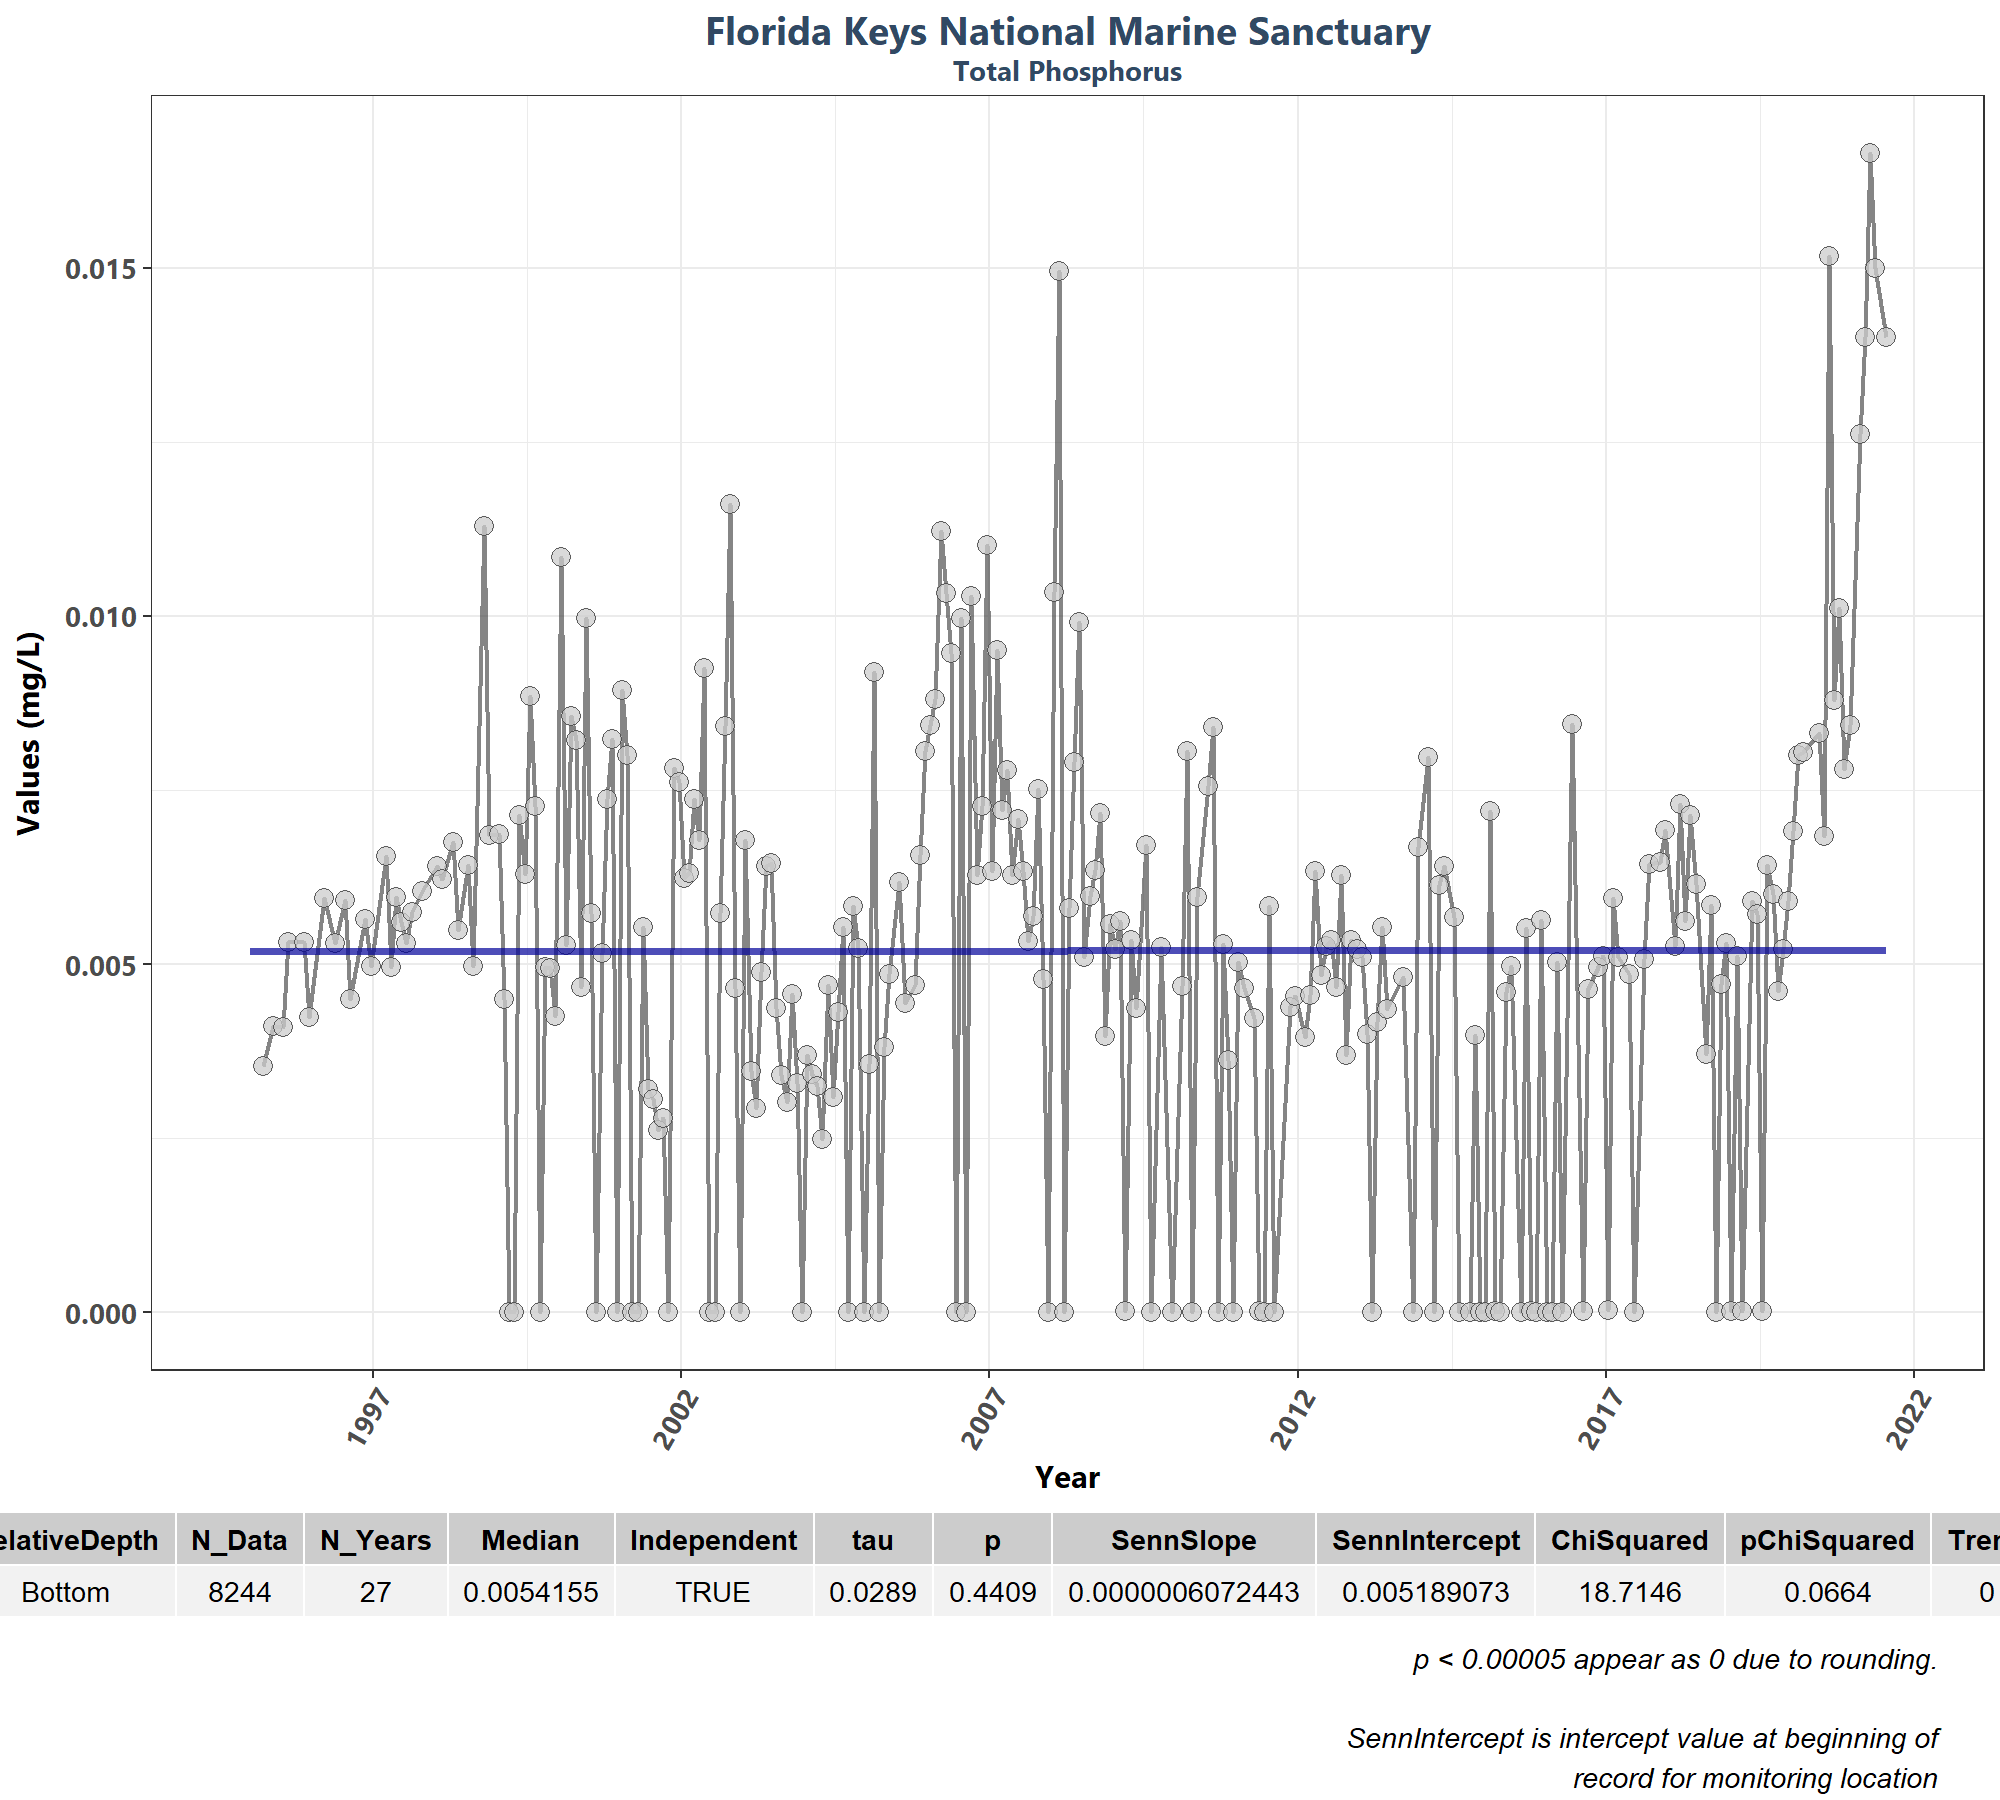 Florida Keys National Marine Sanctuary
Total Phosphorus
Values (mg/L)
0.015
0.010
0.005
0.000
1997 2002 2007 2012 2017 2022
Year
elativeDepth N_Data N_Years Median Independent tau p SennSlope SennIntercept ChiSquared pChiSquared Tren
Bottom 8244 27 0.0054155 TRUE 0.0289 0.4409 0.0000006072443 0.005189073 18.7146 0.0664 0
p < 0.00005 appear as 0 due to rounding.
SennIntercept is intercept value at beginning of
record for monitoring location